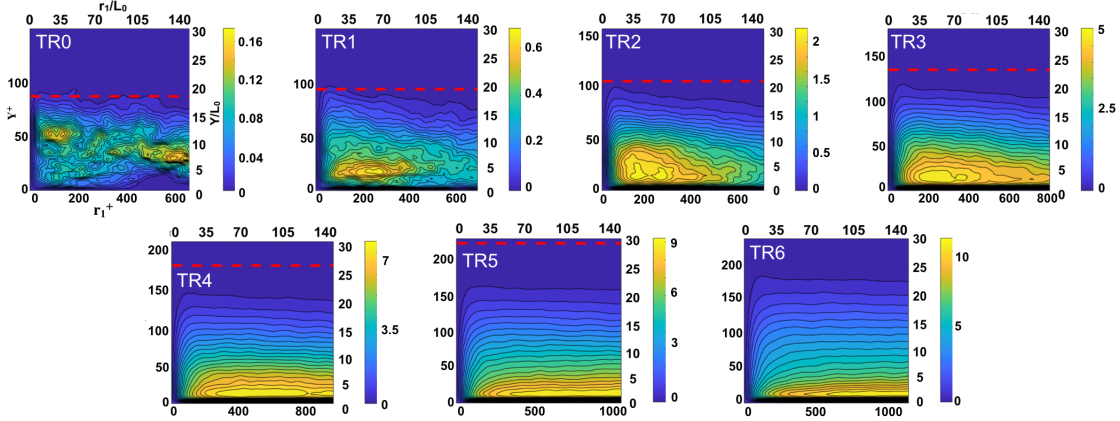 r₁/L₀
0 35 70 105 140
0 35 70 105 140
0 35 70 105 140
0 35 70 105 140
TR0
TR1
TR2
TR3
150 100 50 0
Y⁺
30 25 20 15 10 5 0
Y/L₀
0.16 0.12 0.08 0.04 0
150 100 50 0
30 25 20 15 10 5 0
0.6 0.4 0.2 0
150 100 50 0
30 25 20 15 10 5 0
2 1.5 1 0.5 0
150 100 50 0
30 25 20 15 10 5 0
5 2.5 0
0 200 400 600
r₁⁺
0 200 400 600
0 200 400 600
0 200 400 600 800
0 35 70 105 140
0 35 70 105 140
0 35 70 105 140
TR4
TR5
TR6
200 150 100 50 0
30 25 20 15 10 5 0
7 3.5 0
200 150 100 50 0
30 25 20 15 10 5 0
9 6 3 0
200 150 100 50 0
30 25 20 15 10 5 0
10 5 0
0 200 400 600 800
0 500 1000
0 500 1000